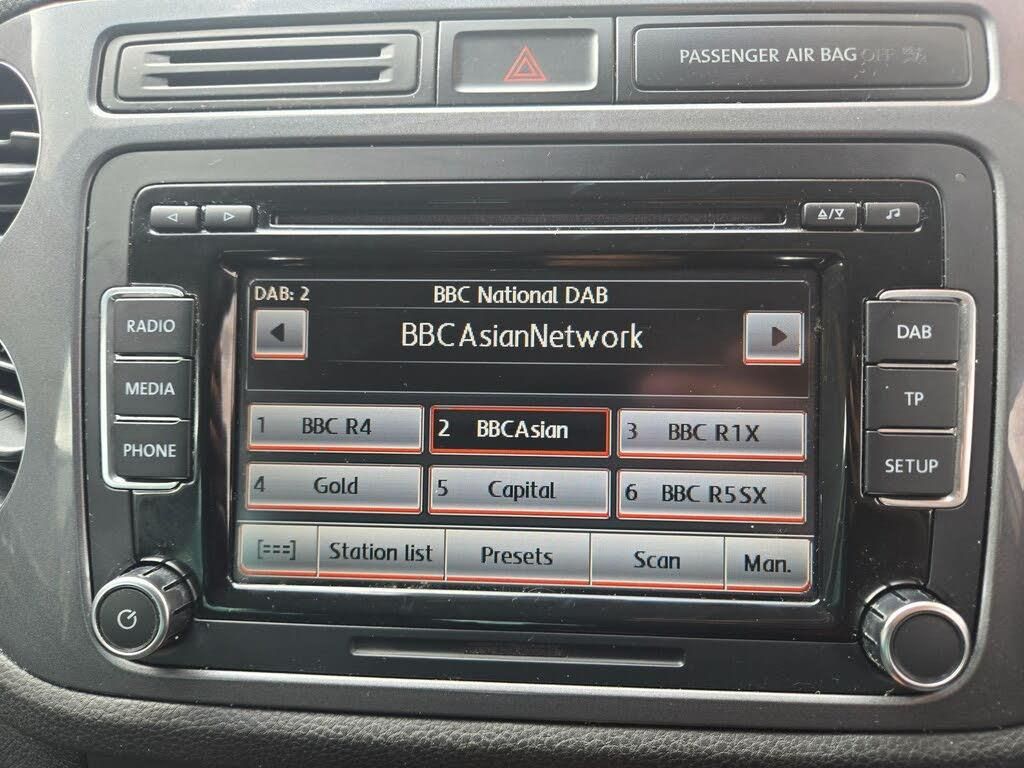 PASSENGER AIR BAG OFF
RADIO
MEDIA
PHONE
DAB: 2
BBC National DAB
BBCAsianNetwork
1 BBC R4
2 BBCAsian
3 BBC R1X
4 Gold
5 Capital
6 BBC R5SX
[===]
Station list
Presets
Scan
Man.
DAB
TP
SETUP